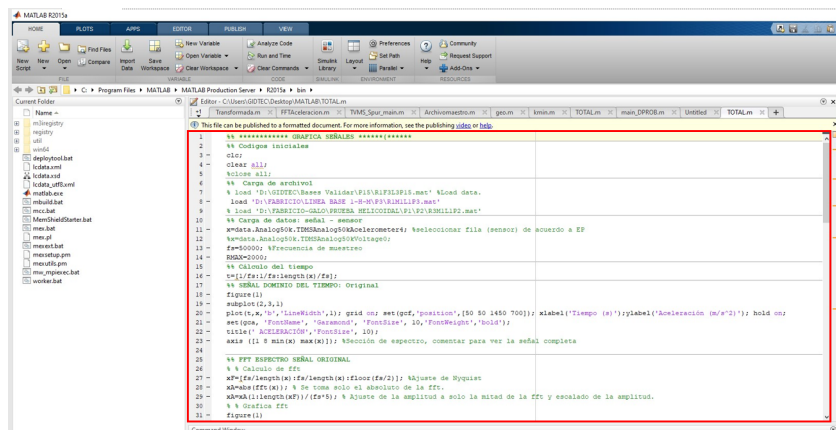 MATLAB R2015a
HOME PLOTS APPS EDITOR PUBLISH VIEW
New Script New Open Find Files Compare Import Data Save Workspace New Variable Open Variable Clear Workspace Analyze Code Run and Time Clear Commands Simulink Library Layout Preferences Set Path Parallel Help Community Request Support Add-Ons
FILE VARIABLE CODE SIMULINK ENVIRONMENT RESOURCES
C: Program Files MATLAB MATLAB Production Server R2015a bin
Current Folder
Name
m3iregistry
registry
util
win64
deploytool.bat
lcdata.xml
lcdata.xsd
lcdata_utf8.xml
matlab.exe
mbuild.bat
mcc.bat
MemShieldStarter.bat
mex.bat
mex.pl
mexext.bat
mexsetup.pm
mexutils.pm
mw_mpiexec.bat
worker.bat
Editor - C:\Users\GIDTEC\Desktop\MATLAB\TOTAL.m
Transformada.m FFTAceleracion.m TVMS_Spur_main.m Archivomaestro.m geo.m kmin.m TOTAL.m main_DPROB.m Untitled TOTAL.m +
This file can be published to a formatted document. For more information, see the publishing video or help.
1 %% ************ GRAFICA SEÑALES ******(******
2 %% Codigos iniciales
3 - clc;
4 - clear all;
5 %close all;
6 %% Carga de archivo1
7 % load 'D:\GIDTEC\Bases Validar\P15\R1F3L3P15.mat' %Load data.
8 - load 'D:\FABRICIO\LINEA BASE 1-H-M\P3\R1M1L1P3.mat'
9 % load 'D:\FABRICIO-GALO\PRUEBA HELICOIDAL\P1\P2\R3M1L1P2.mat'
10 %% Carga de datos: señal - sensor
11 - x=data.Analog50k.TDMSAnalog50kAcelerometer4; %seleccionar fila (sensor) de acuerdo a EP
12 %x=data.Analog50k.TDMSAnalog50kVoltage0;
13 - fs=50000; %Frecuencia de muestreo
14 - RMAX=2000;
15 %% Cálculo del tiempo
16 - t=[1/fs:1/fs:length(x)/fs];
17 %% SEÑAL DOMINIO DEL TIEMPO: Original
18 - figure(1)
19 - subplot(2,3,1)
20 - plot(t,x,'b','LineWidth',1); grid on; set(gcf,'position',[50 50 1450 700]); xlabel('Tiempo (s)');ylabel('Aceleración (m/s^2)'); hold on;
21 - set(gca, 'FontName', 'Garamond', 'FontSize', 10,'FontWeight','bold');
22 - title(' ACELERACIÓN','FontSize', 10);
23 - axis ([1 8 min(x) max(x)]); %Sección de espectro, comentar para ver la señal completa
24
25 %% FFT ESPECTRO SEÑAL ORIGINAL
26 % % Calculo de fft
27 - xF=[fs/length(x):fs/length(x):floor(fs/2)]; %Ajuste de Nyquist
28 - xA=abs(fft(x)); % Se toma solo el absoluto de la fft.
29 - xA=xA(1:length(xF))/(fs*5); % Ajuste de la amplitud a solo la mitad de la fft y escalado de la amplitud.
30 % % Grafica fft
31 - figure(1)
Command Window